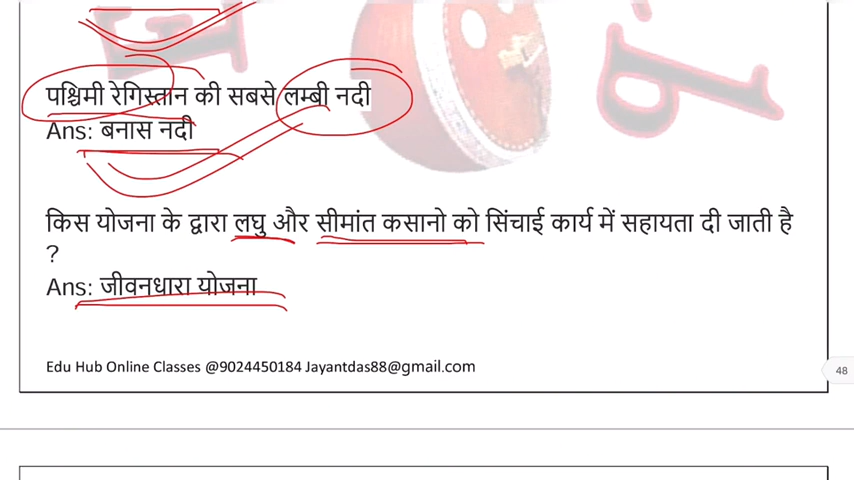 पश्चिमी रेगिस्तान की सबसे लम्बी नदी
Ans: बनास नदी
किस योजना के द्वारा लघु और सीमांत कसानो को सिंचाई कार्य में सहायता दी जाती है
?
Ans: जीवनधारा योजना
Edu Hub Online Classes @9024450184 Jayantdas88@gmail.com
48